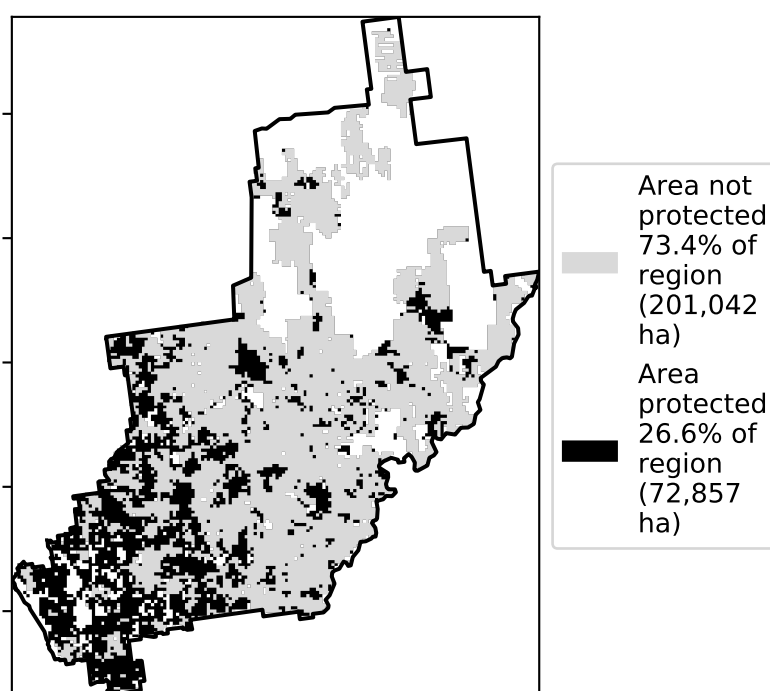 Area not
protected
73.4% of
region
(201,042
ha)
Area
protected
26.6% of
region
(72,857
ha)